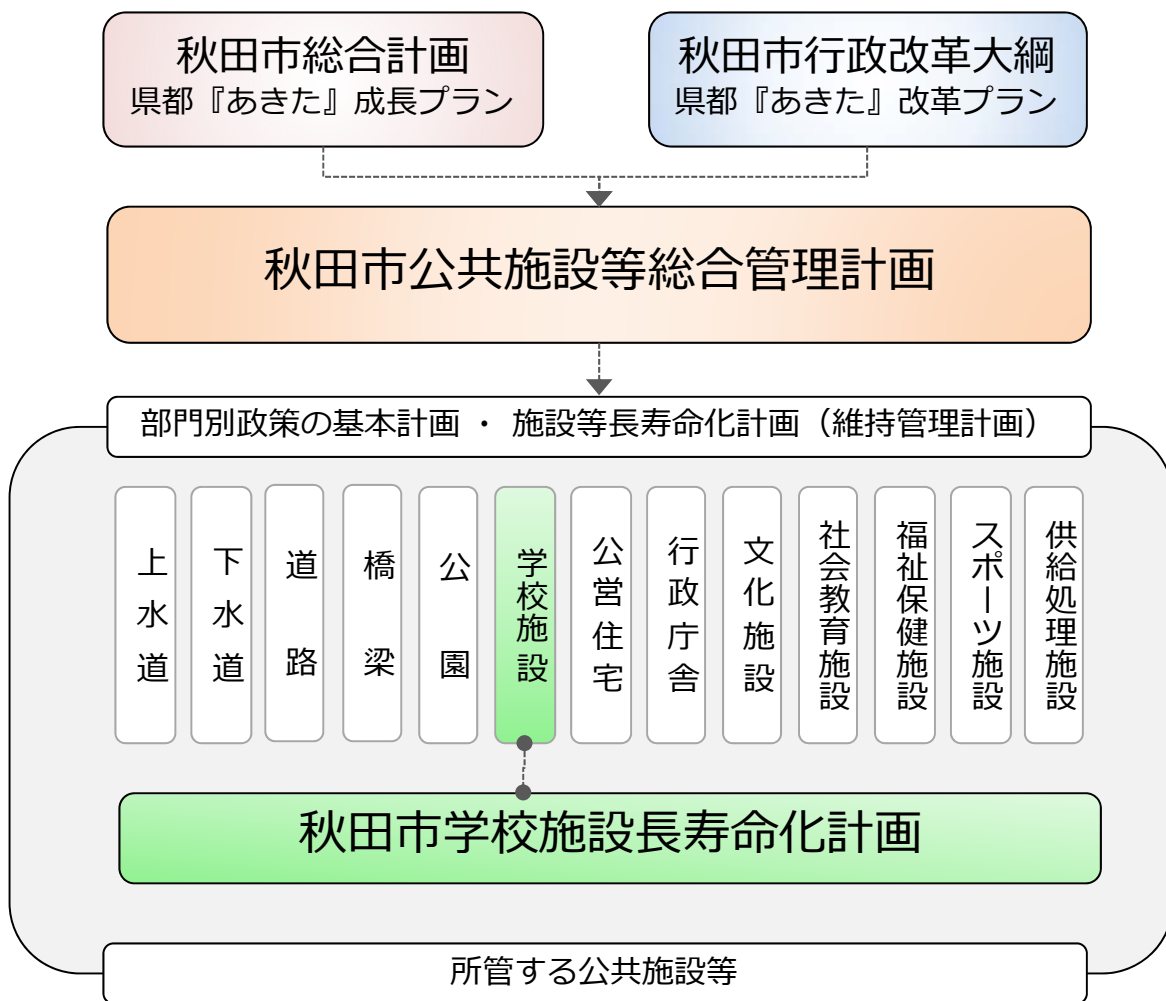 秋田市総合計画
県都『あきた』成長プラン
秋田市行政改革大綱
県都『あきた』改革プラン
秋田市公共施設等総合管理計画
部門別政策の基本計画 ・ 施設等長寿命化計画（維持管理計画）
上水道
下水道
道路
橋梁
公園
学校施設
公営住宅
行政庁舎
文化施設
社会教育施設
福祉保健施設
スポーツ施設
供給処理施設
秋田市学校施設長寿命化計画
所管する公共施設等